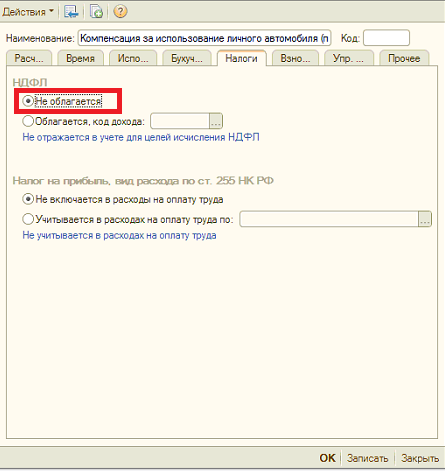 Действия
Наименование: Компенсация за использование личного автомобиля (п Код:
Расч... Время Испо... Бухуч... Налоги Взно... Упр. ... Прочее
НДФЛ
Не облагается
Облагается, код дохода: ...
Не отражается в учете для целей исчисления НДФЛ
Налог на прибыль, вид расхода по ст. 255 НК РФ
Не включается в расходы на оплату труда
Учитывается в расходах на оплату труда по: ...
Не учитывается в расходах на оплату труда
OK Записать Закрыть